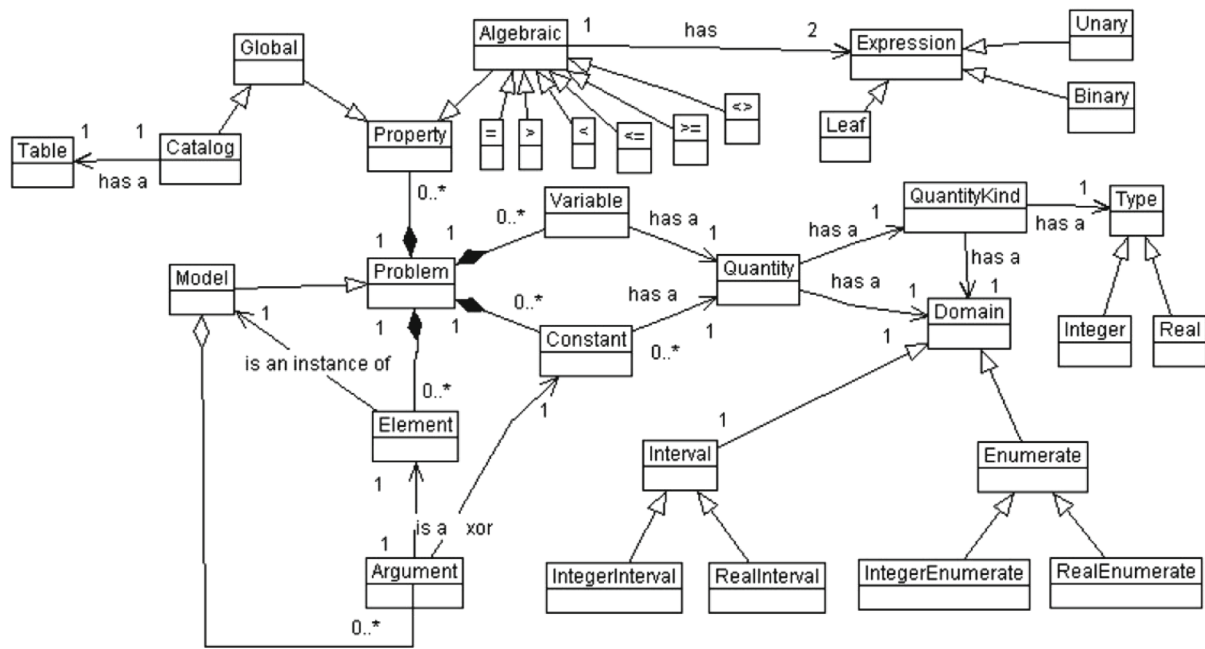 Algebraic
1
has
2
Expression
Unary
Global
Binary
Leaf
Property
=
>
<
<=
>=
<>
Table
1
1
Catalog
has a
0..*
Variable
0..*
has a
1
QuantityKind
1
1
has a
Type
1
1
Model
Problem
Quantity
has a
has a
has a
1
1
Domain
1
1
1
0..*
Constant
has a
1
0..*
Integer
Real
1
is an instance of
0..*
Element
1
1
Interval
Enumerate
1
is a
xor
1
Argument
IntegerInterval
RealInterval
IntegerEnumerate
RealEnumerate
0..*